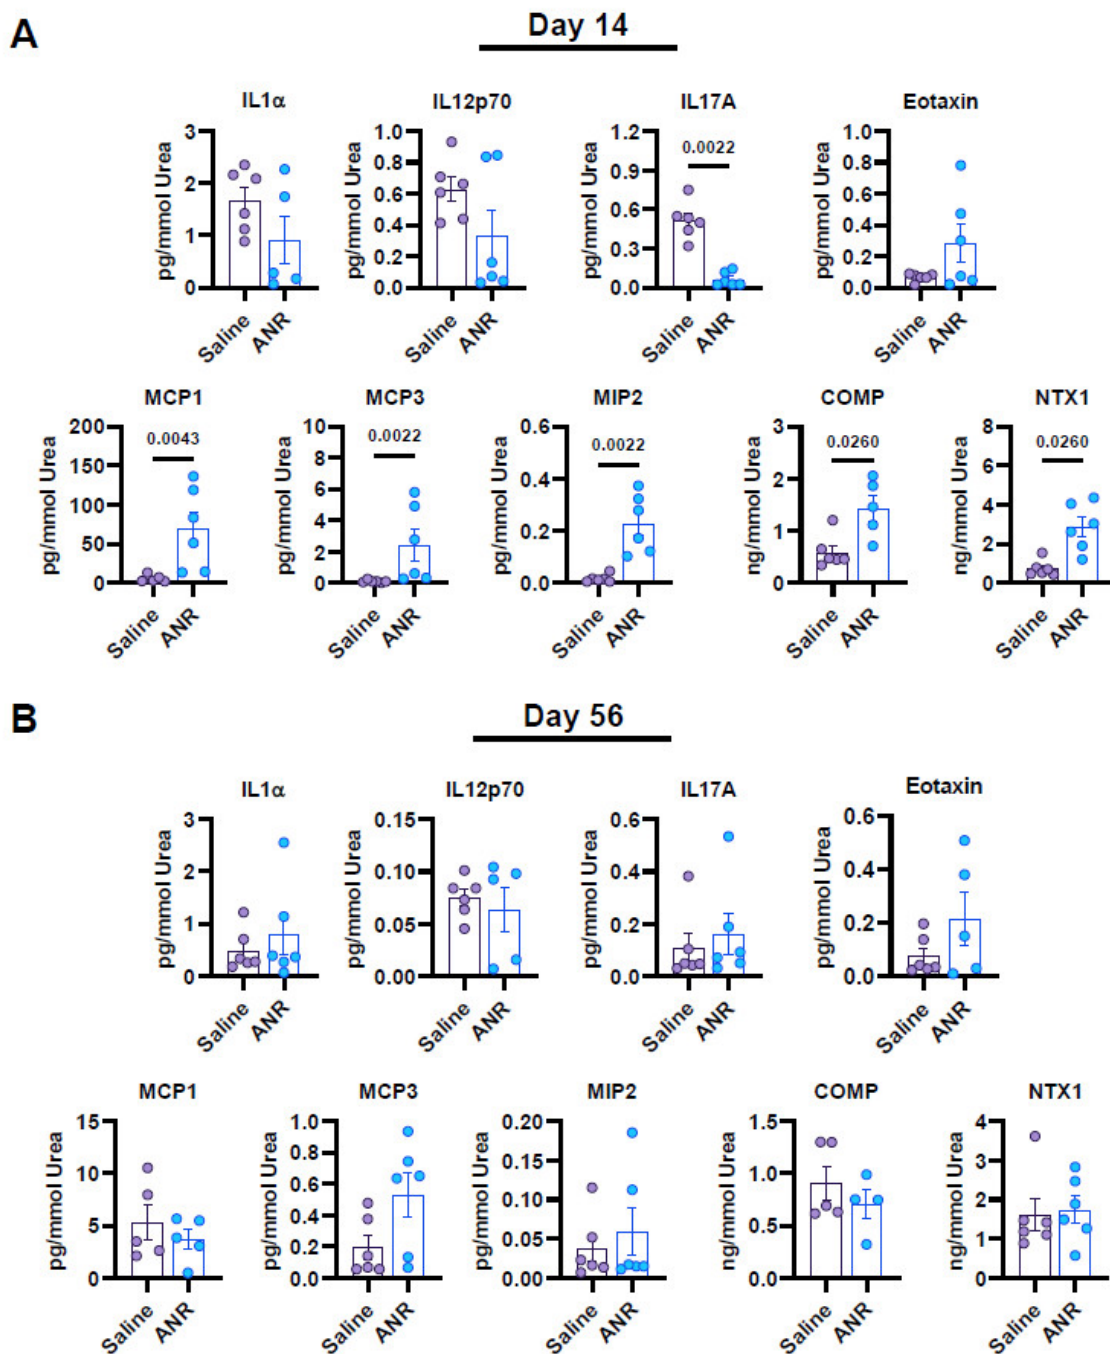 A
Day 14
IL1α
IL12p70
IL17A
Eotaxin
pg/mmol Urea
3
2
1
0
Saline
ANR
pg/mmol Urea
1.0
0.8
0.6
0.4
0.2
0.0
Saline
ANR
pg/mmol Urea
1.2
0.9
0.6
0.3
0.0
0.0022
Saline
ANR
pg/mmol Urea
1.0
0.8
0.6
0.4
0.2
0.0
Saline
ANR
MCP1
MCP3
MIP2
COMP
NTX1
pg/mmol Urea
200
150
100
50
0
0.0043
Saline
ANR
pg/mmol Urea
10
8
6
4
2
0
0.0022
Saline
ANR
pg/mmol Urea
0.6
0.4
0.2
0.0
0.0022
Saline
ANR
ng/mmol Urea
3
2
1
0
0.0260
Saline
ANR
ng/mmol Urea
8
6
4
2
0
0.0260
Saline
ANR
B
Day 56
IL1α
IL12p70
IL17A
Eotaxin
pg/mmol Urea
3
2
1
0
Saline
ANR
pg/mmol Urea
0.15
0.10
0.05
0.00
Saline
ANR
pg/mmol Urea
0.6
0.4
0.2
0.0
Saline
ANR
pg/mmol Urea
0.6
0.4
0.2
0.0
Saline
ANR
MCP1
MCP3
MIP2
COMP
NTX1
pg/mmol Urea
15
10
5
0
Saline
ANR
pg/mmol Urea
1.0
0.8
0.6
0.4
0.2
0.0
Saline
ANR
pg/mmol Urea
0.20
0.15
0.10
0.05
0.00
Saline
ANR
ng/mmol Urea
1.5
1.0
0.5
0.0
Saline
ANR
ng/mmol Urea
4
3
2
1
0
Saline
ANR